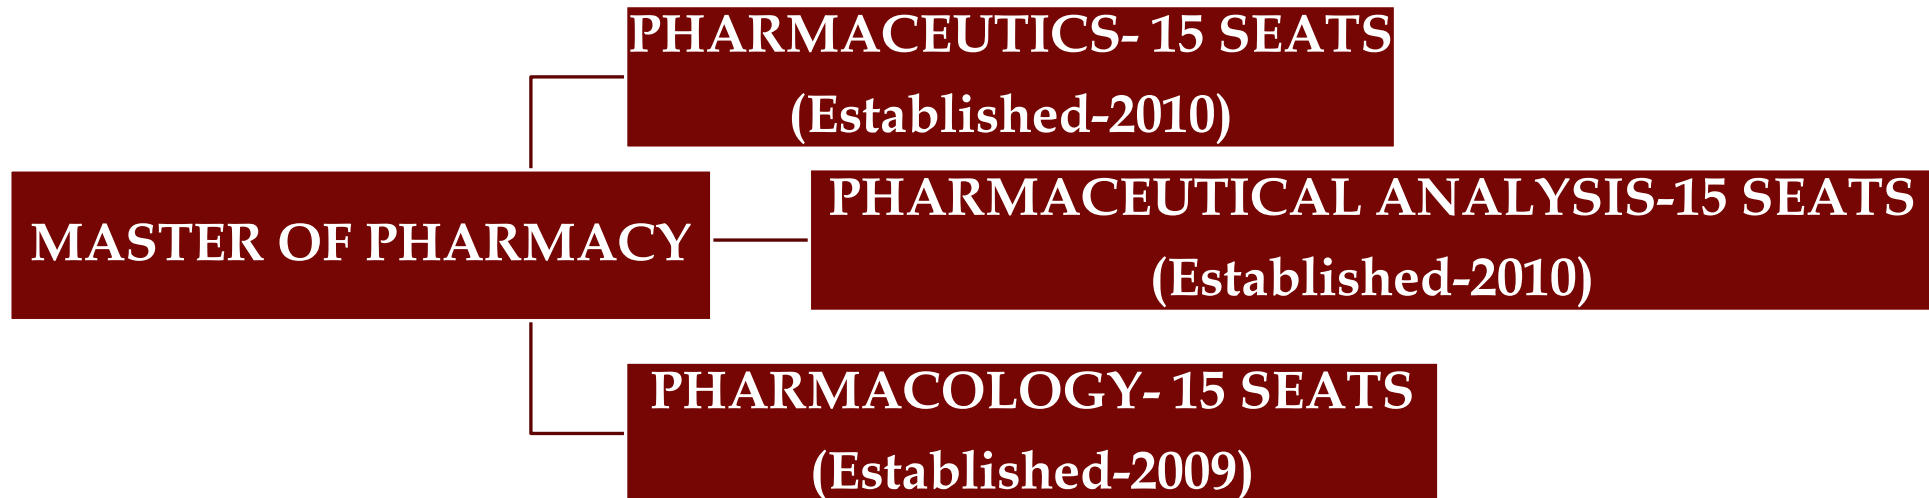 PHARMACEUTICS- 15 SEATS
(Established-2010)
MASTER OF PHARMACY
PHARMACEUTICAL ANALYSIS-15 SEATS
(Established-2010)
PHARMACOLOGY- 15 SEATS
(Established-2009)